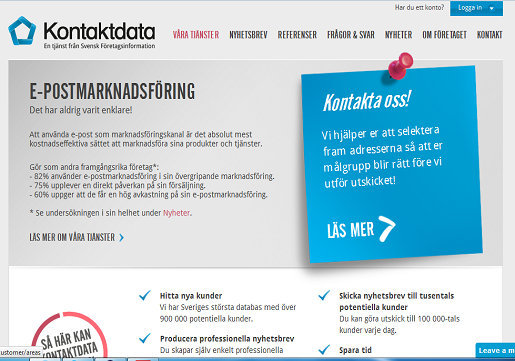 Har du ett konto?
Logga in
Kontaktdata
En tjänst från Svensk Företagsinformation
VÅRA TJÄNSTER NYHETSBREV REFERENSER FRÅGOR & SVAR NYHETER OM FÖRETAGET KONTAKT
E-POSTMARKNADSFÖRING
Det har aldrig varit enklare!
Att använda e-post som marknadsföringskanal är det absolut mest
kostnadseffektiva sättet att marknadsföra sina produkter och tjänster.
Gör som andra framgångsrika företag*:
- 82% använder e-postmarknadsföring i sin övergripande marknadsföring.
- 75% upplever en direkt påverkan på sin försäljning.
- 60% uppger att de får en hög avkastning på sin e-postmarknadsföring.
* Se undersökningen i sin helhet under Nyheter.
LÄS MER OM VÅRA TJÄNSTER
Kontakta oss!
Vi hjälper er att selektera
fram adresserna så att er
målgrupp blir rätt före vi
utför utskicket!
LÄS MER
SÅ HÄR KAN
KONTAKTDATA
Hitta nya kunder
Vi har Sveriges största databas med över
900 000 potentiella kunder.
Producera professionella nyhetsbrev
Du skapar själv enkelt professionella
Skicka nyhetsbrev till tusentals
potentiella kunder
Du kan göra utskick till 100 000-tals
kunder varje dag.
Spara tid
ustomer/areas
Leave a m